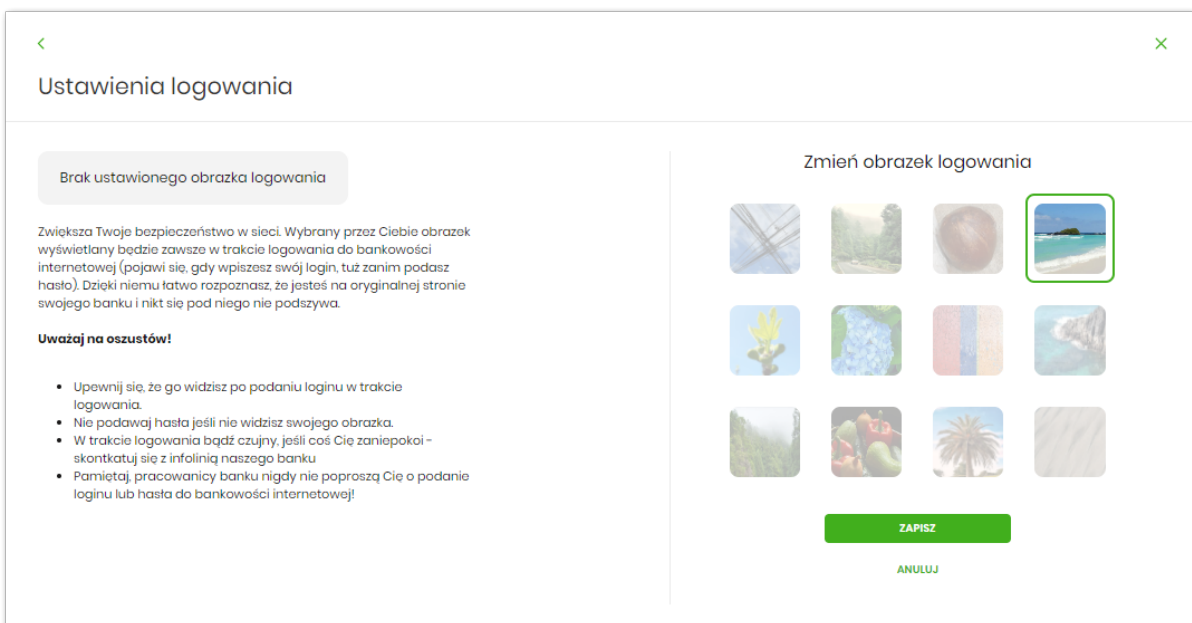 Ustawienia logowania
Brak ustawionego obrazka logowania
Zwiększa Twoje bezpieczeństwo w sieci. Wybrany przez Ciebie obrazek
wyświetlany będzie zawsze w trakcie logowania do bankowości
internetowej (pojawi się, gdy wpiszesz swój login, tuż zanim podasz
hasło). Dzięki niemu łatwo rozpoznasz, że jesteś na oryginalnej stronie
swojego banku i nikt się pod niego nie podszywa.
Uważaj na oszustów!
• Upewnij się, że go widzisz po podaniu loginu w trakcie
logowania.
• Nie podawaj hasła jeśli nie widzisz swojego obrazka.
• W trakcie logowania bądź czujny, jeśli coś Cię zaniepokoi -
skontkatuj się z infolinią naszego banku
• Pamiętaj, pracowanicy banku nigdy nie poproszą Cię o podanie
loginu lub hasła do bankowości internetowej!
Zmień obrazek logowania
ZAPISZ
ANULUJ